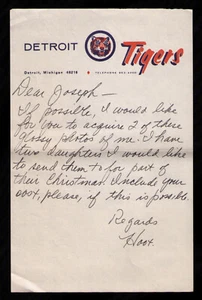 DETROIT Tigers
Detroit, Michigan 48216 TELEPHONE
Dear Joseph –
If possible, I would like
for you to acquire 2 of these
glossy photos of me. I have
two daughters I would like
to send them to for part of
their Christmas. Include your
cost, please, if this is possible.
Regards
Hoot.